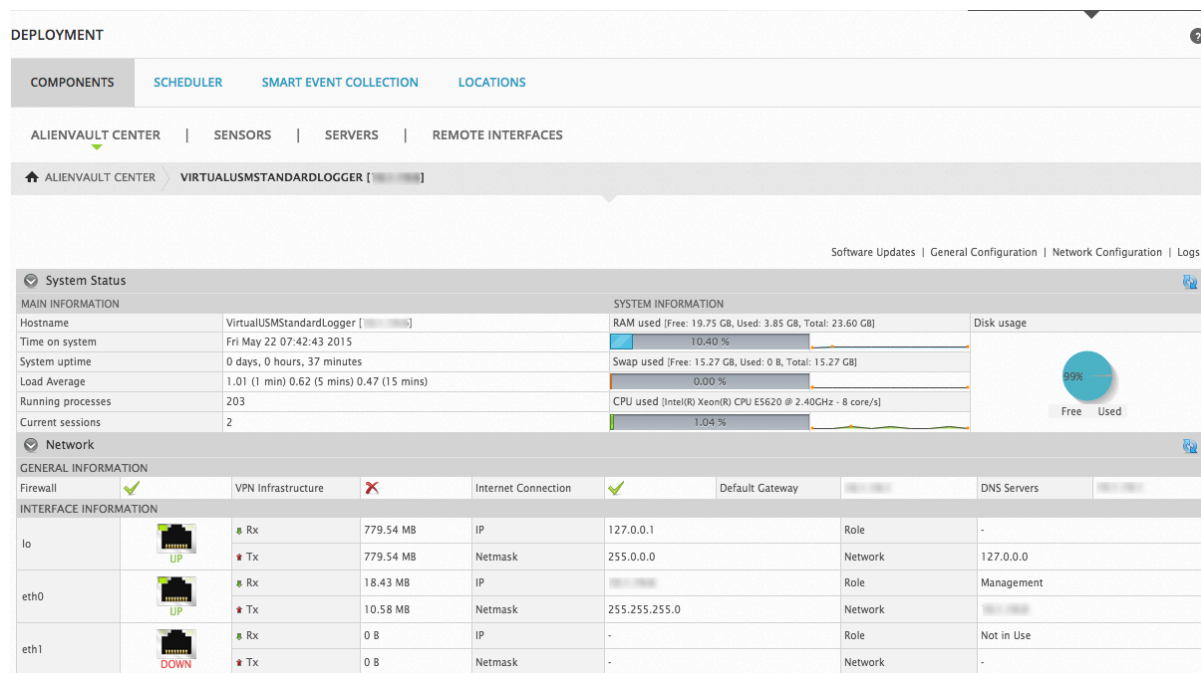 DEPLOYMENT
?
COMPONENTS SCHEDULER SMART EVENT COLLECTION LOCATIONS
ALIENVAULT CENTER | SENSORS | SERVERS | REMOTE INTERFACES
ALIENVAULT CENTER VIRTUALUSMSTANDARDLOGGER [ ]
Software Updates | General Configuration | Network Configuration | Logs
System Status
MAIN INFORMATION SYSTEM INFORMATION
Hostname VirtualUSMStandardLogger [ ] RAM used [Free: 19.75 GB, Used: 3.85 GB, Total: 23.60 GB] Disk usage
Time on system Fri May 22 07:42:43 2015 10.40 %
System uptime 0 days, 0 hours, 37 minutes Swap used [Free: 15.27 GB, Used: 0 B, Total: 15.27 GB]
Load Average 1.01 (1 min) 0.62 (5 mins) 0.47 (15 mins) 0.00 % 99%
Running processes 203 CPU used [Intel(R) Xeon(R) CPU E5620 @ 2.40GHz - 8 core/s] Free Used
Current sessions 2 1.04 %
Network
GENERAL INFORMATION
Firewall VPN Infrastructure Internet Connection Default Gateway DNS Servers
INTERFACE INFORMATION
lo UP Rx 779.54 MB IP 127.0.0.1 Role -
Tx 779.54 MB Netmask 255.0.0.0 Network 127.0.0.0
eth0 UP Rx 18.43 MB IP Role Management
Tx 10.58 MB Netmask 255.255.255.0 Network
eth1 DOWN Rx 0 B IP - Role Not in Use
Tx 0 B Netmask - Network -